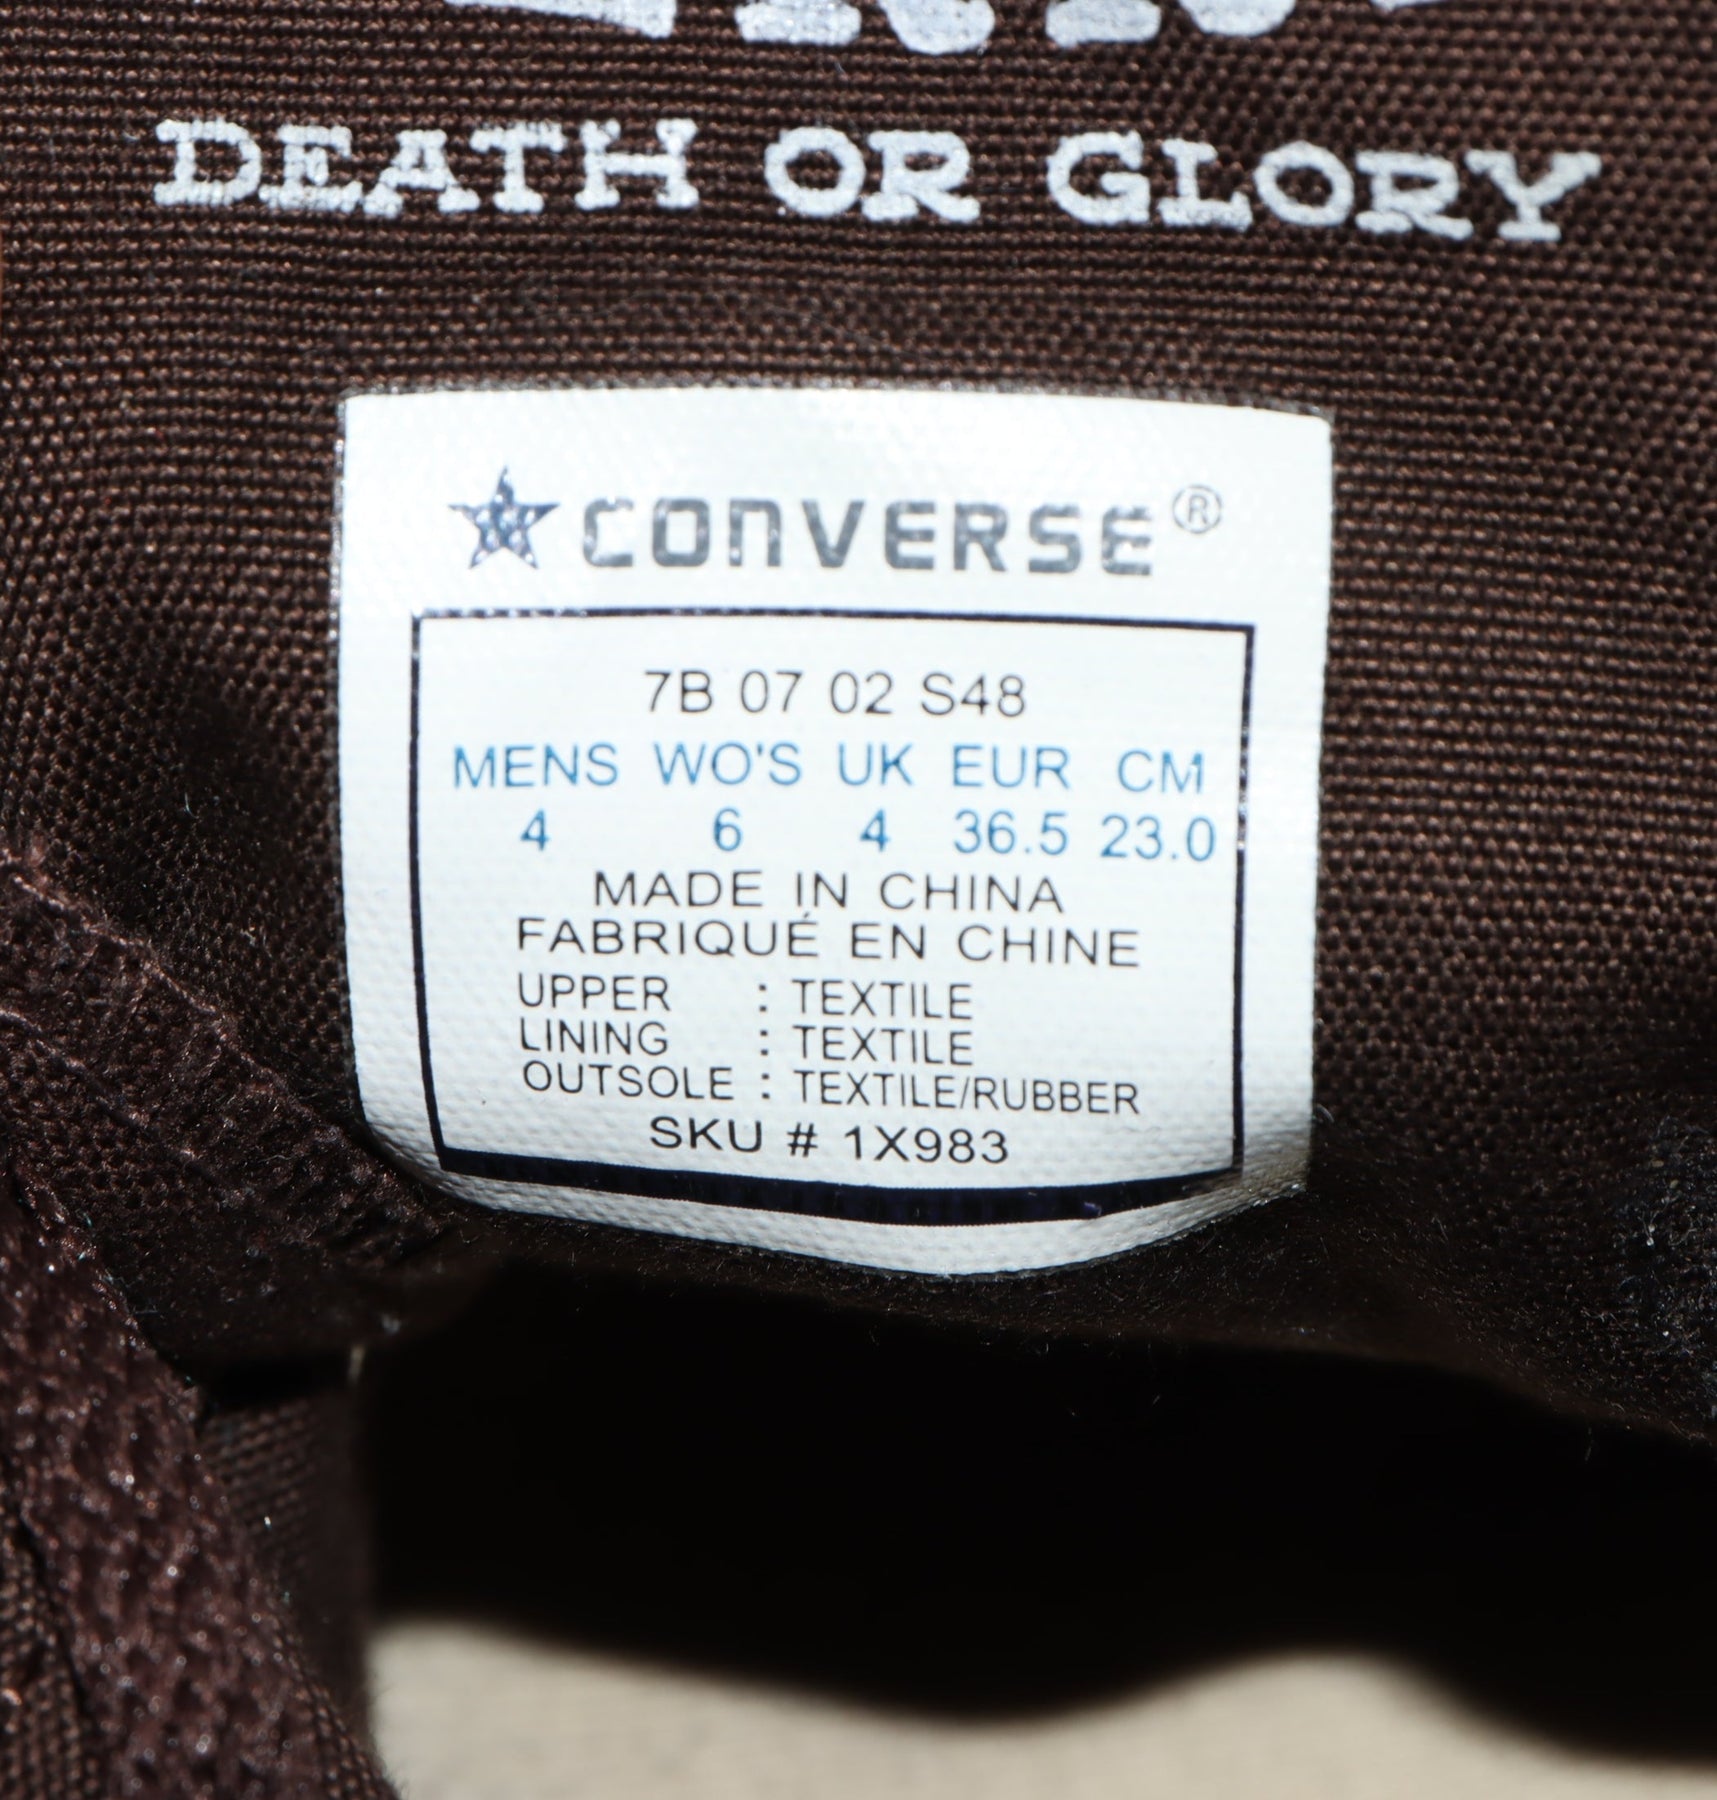 DEATH OR GLORY
CONVERSE®
7B 07 02 S48
MENS WO'S UK EUR CM
4 6 4 36.5 23.0
MADE IN CHINA
FABRIQUÉ EN CHINE
UPPER : TEXTILE
LINING : TEXTILE
OUTSOLE : TEXTILE/RUBBER
SKU # 1X983